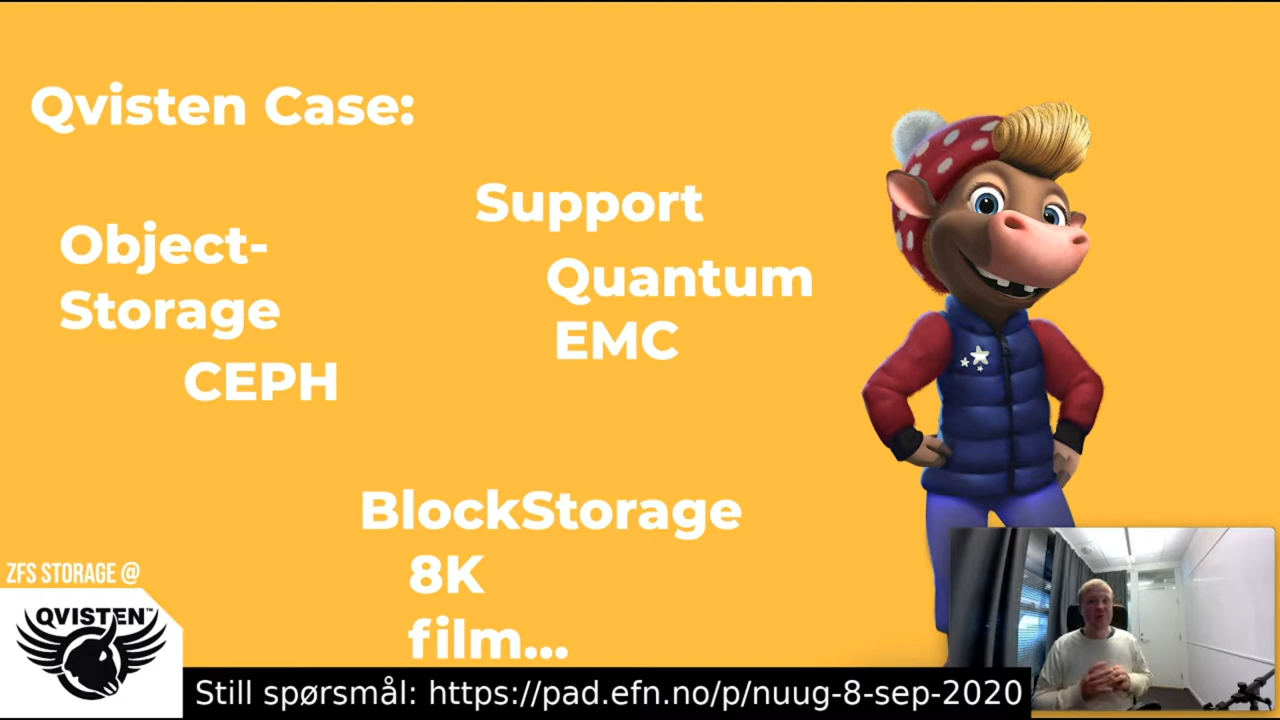 Qvisten Case:
Object-
Storage
CEPH
Support
Quantum
EMC
BlockStorage
8K
film...
ZFS STORAGE @
QVISTEN™
Still spørsmål: https://pad.efn.no/p/nuug-8-sep-2020